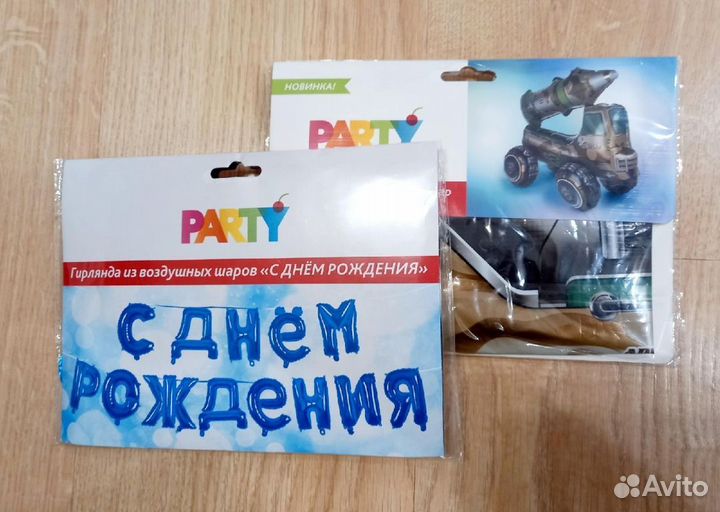 НОВИНКА!
PARTY
PARTY
Гирлянда из воздушных шаров «С ДНЁМ РОЖДЕНИЯ»
С ДНЁМ
РОЖДЕНИЯ
Avito